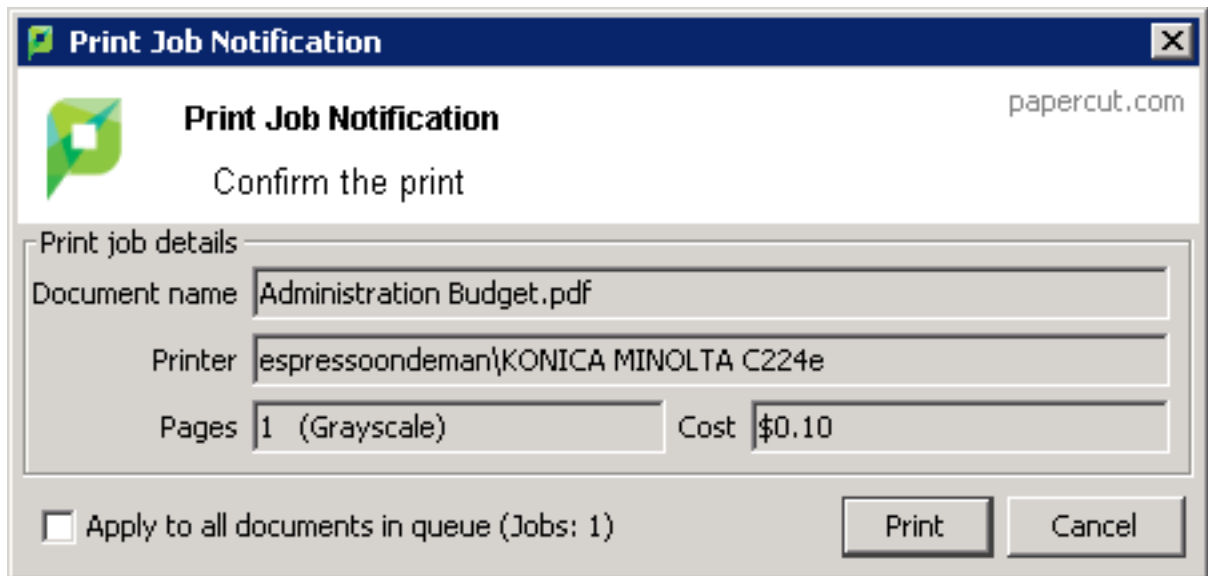 Print Job Notification
papercut.com
Print Job Notification
Confirm the print
Print job details
Document name Administration Budget.pdf
Printer espressoondeman\KONICA MINOLTA C224e
Pages 1 (Grayscale) Cost $0.10
Apply to all documents in queue (Jobs: 1) Print Cancel